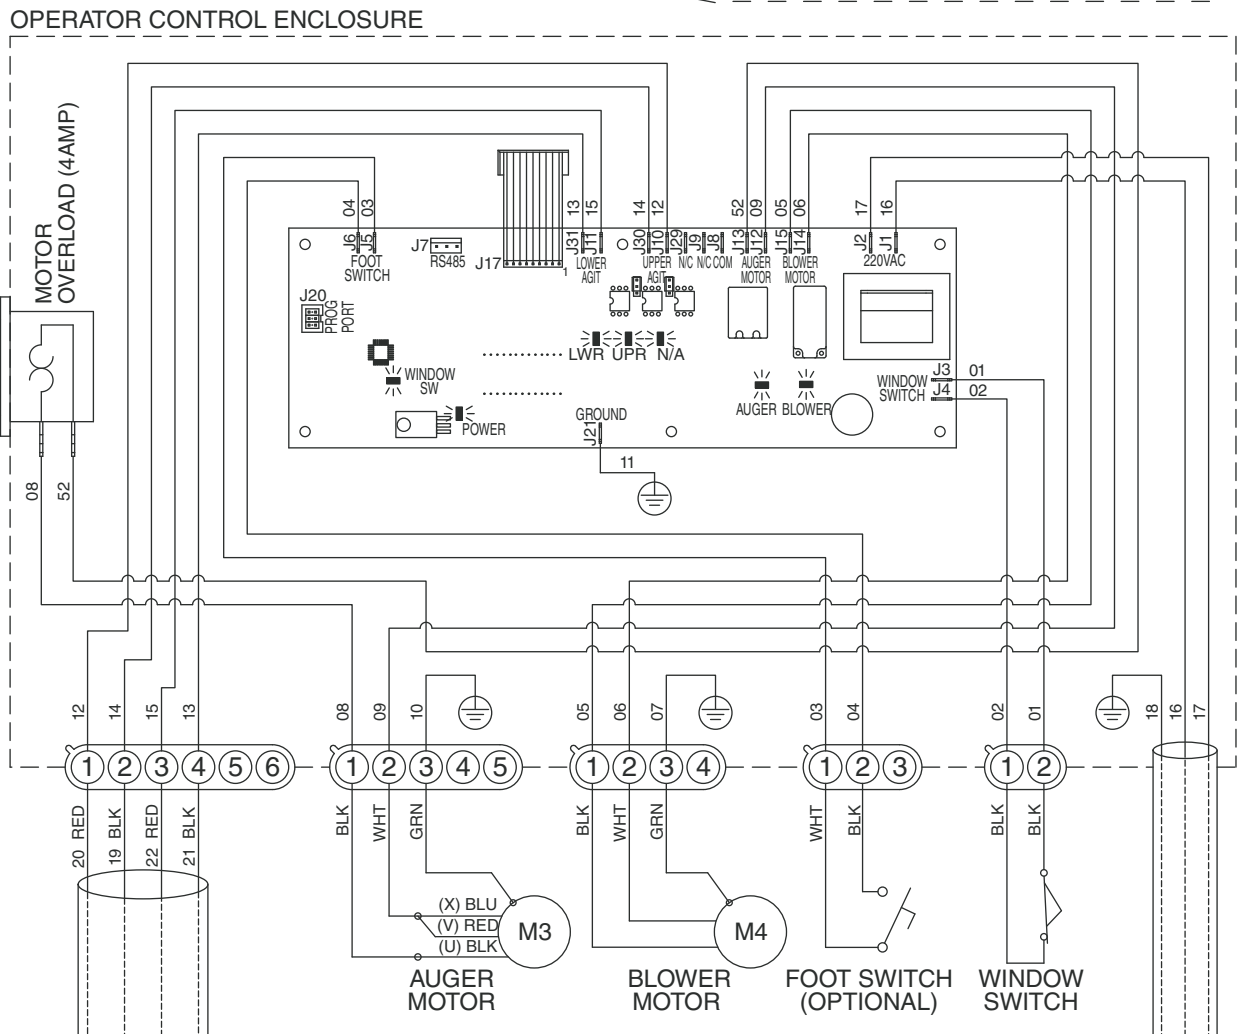 OPERATOR CONTROL ENCLOSURE
MOTOR
OVERLOAD (4AMP)
04 03 13 15 14 12 52 09 05 06 17 16
J6 J5 J7 J17 J31 J11 J30 J10 J29 J9 J8 J13 J12 J15 J14 J2 J1
FOOT
SWITCH
RS485
1
LOWER
AGIT
UPPER
AGIT
N/C
N/C
COM
AUGER
MOTOR
BLOWER
MOTOR
220VAC
J20
PROG
PORT
LWR UPR N/A
WINDOW
SW
POWER
AUGER BLOWER
WINDOW
SWITCH
J3 01
J4 02
GROUND
J21
11
08 52
12 14 15 13 08 09 10 05 06 07 03 04 02 01 18 16 17
1 2 3 4 5 6
1 2 3 4 5
1 2 3 4
1 2 3
1 2
20 RED
19 BLK
22 RED
21 BLK
BLK WHT GRN
BLK WHT GRN
WHT BLK
BLK BLK
(X) BLU
(V) RED
(U) BLK
M3
M4
AUGER
MOTOR
BLOWER
MOTOR
FOOT SWITCH
(OPTIONAL)
WINDOW
SWITCH